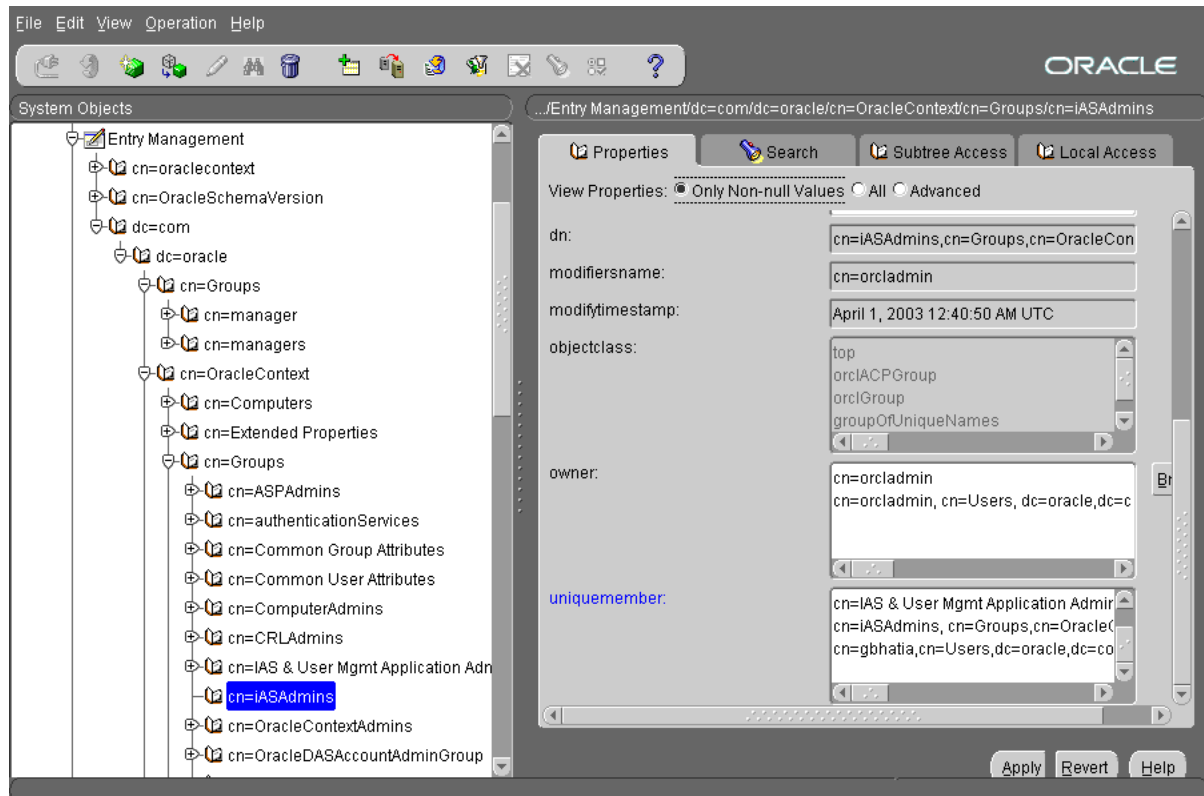 File Edit View Operation Help
ORACLE
System Objects
Entry Management
cn=oraclecontext
cn=OracleSchemaVersion
dc=com
dc=oracle
cn=Groups
cn=manager
cn=managers
cn=OracleContext
cn=Computers
cn=Extended Properties
cn=Groups
cn=ASPAdmins
cn=authenticationServices
cn=Common Group Attributes
cn=Common User Attributes
cn=ComputerAdmins
cn=CRLAdmins
cn=IAS & User Mgmt Application Adn
cn=iASAdmins
cn=OracleContextAdmins
cn=OracleDASAccountAdminGroup
.../Entry Management/dc=com/dc=oracle/cn=OracleContext/cn=Groups/cn=iASAdmins
Properties Search Subtree Access Local Access
View Properties: Only Non-null Values All Advanced
dn: cn=iASAdmins,cn=Groups,cn=OracleCon
modifiersname: cn=orcladmin
modifytimestamp: April 1, 2003 12:40:50 AM UTC
objectclass: top
orclACPGroup
orclGroup
groupOfUniqueNames
owner: cn=orcladmin
cn=orcladmin, cn=Users, dc=oracle,dc=c
Br
uniquemember: cn=IAS & User Mgmt Application Admir
cn=iASAdmins, cn=Groups,cn=Oracle(
cn=gbhatia,cn=Users,dc=oracle,dc=co
Apply Revert Help